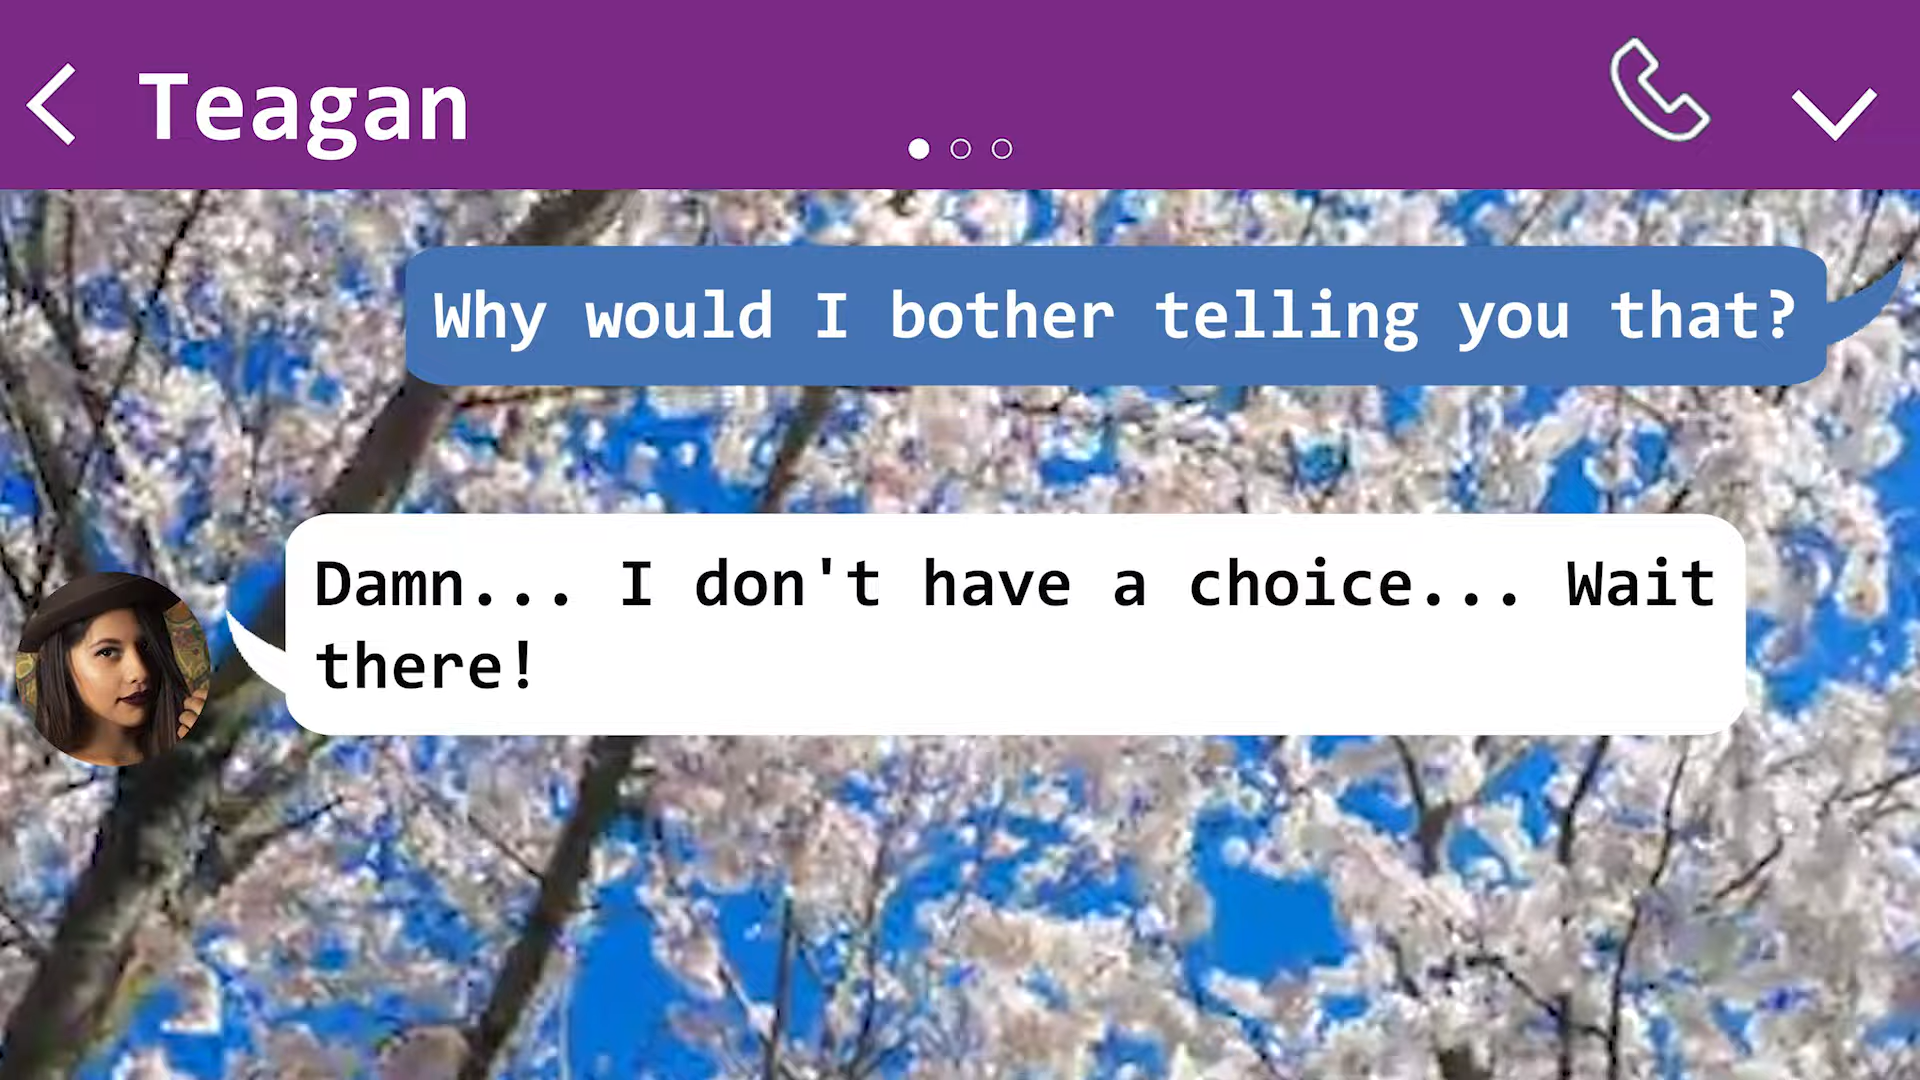 Teagan
Why would I bother telling you that?
Damn... I don't have a choice... Wait
there!